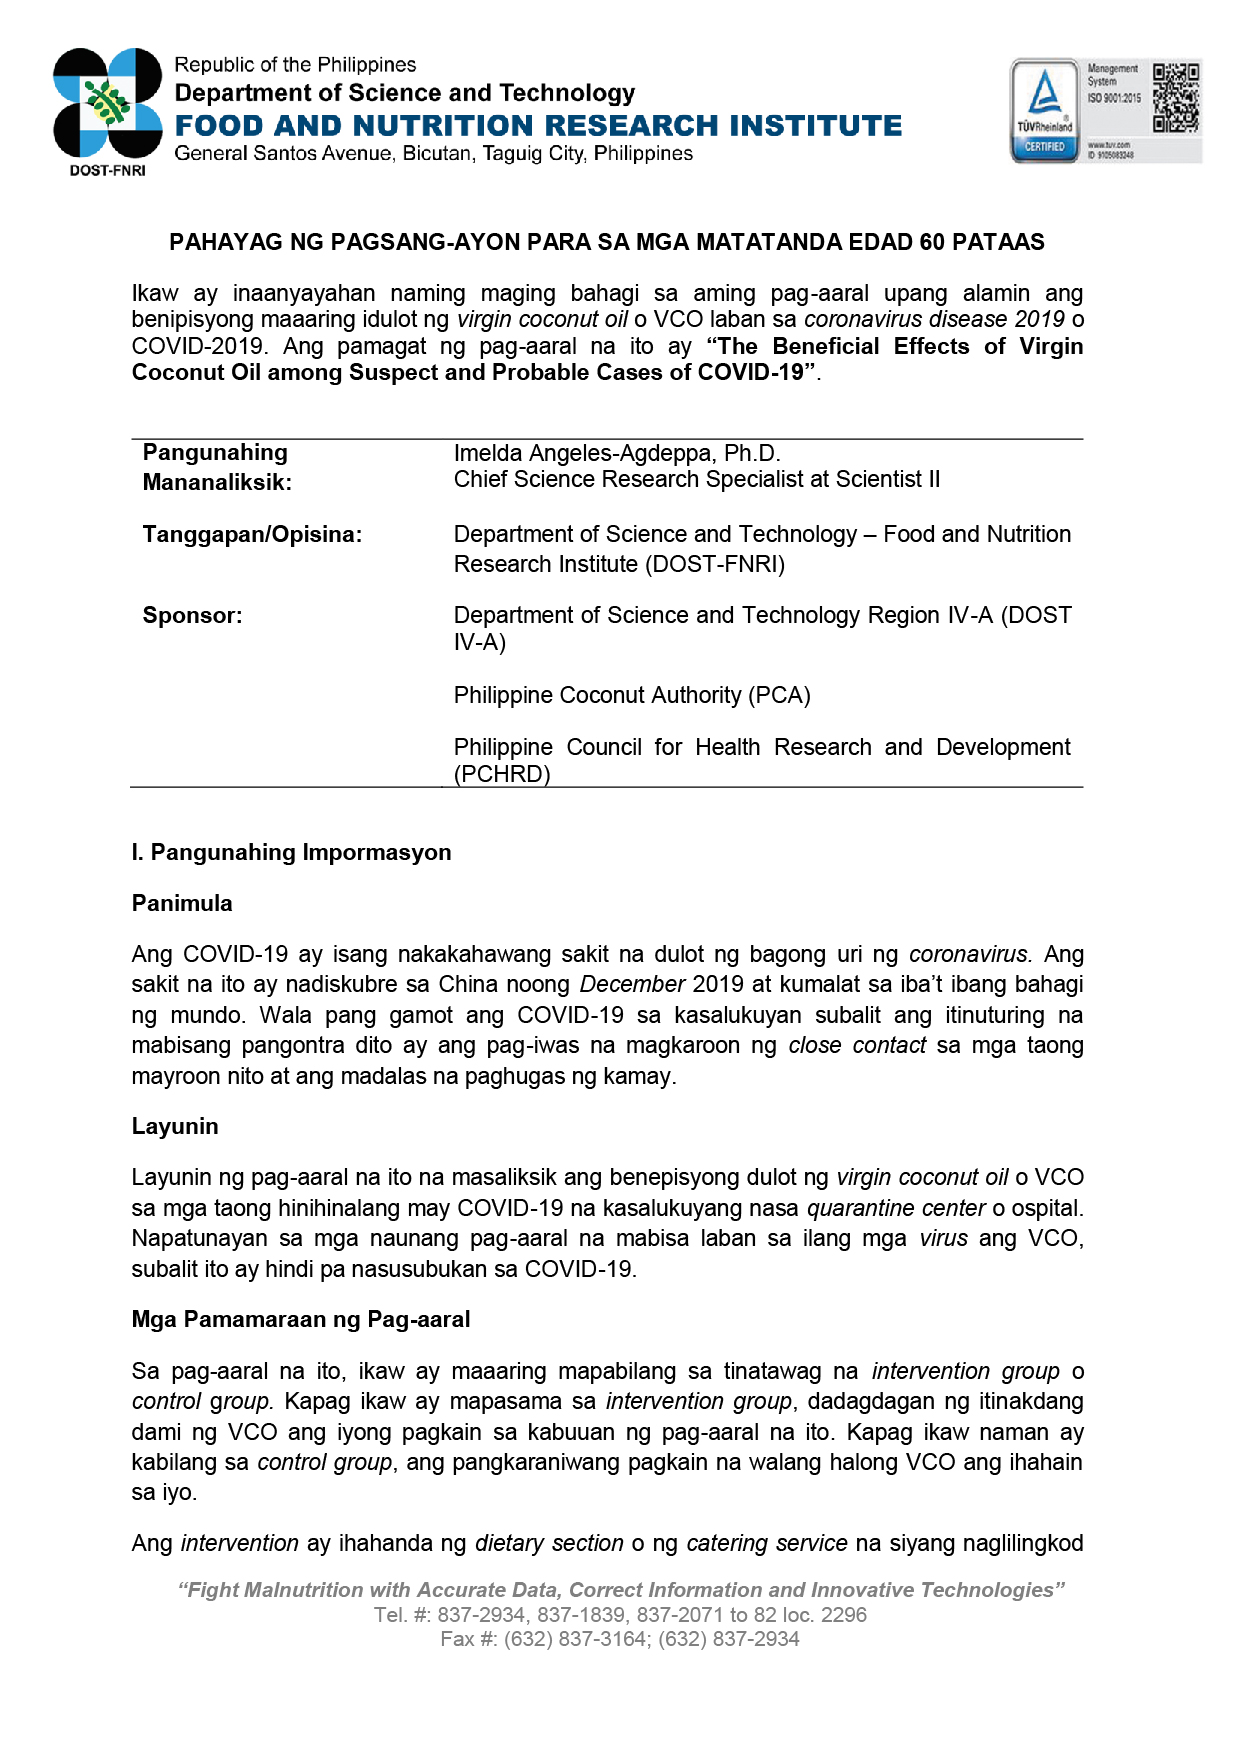 Republic of the Philippines
Department of Science and Technology
FOOD AND NUTRITION RESEARCH INSTITUTE
General Santos Avenue, Bicutan, Taguig City, Philippines
DOST-FNRI
TÜVRheinland®
CERTIFIED
Management
System
ISO 9001:2015
www.tuv.com
ID 9105083248
PAHAYAG NG PAGSANG-AYON PARA SA MGA MATATANDA EDAD 60 PATAAS
Ikaw ay inaanyayahan naming maging bahagi sa aming pag-aaral upang alamin ang
benipisyong maaaring idulot ng virgin coconut oil o VCO laban sa coronavirus disease 2019 o
COVID-2019. Ang pamagat ng pag-aaral na ito ay “The Beneficial Effects of Virgin
Coconut Oil among Suspect and Probable Cases of COVID-19”.
Pangunahing
Mananaliksik:
Imelda Angeles-Agdeppa, Ph.D.
Chief Science Research Specialist at Scientist II
Tanggapan/Opisina:
Department of Science and Technology – Food and Nutrition
Research Institute (DOST-FNRI)
Sponsor:
Department of Science and Technology Region IV-A (DOST
IV-A)
Philippine Coconut Authority (PCA)
Philippine Council for Health Research and Development
(PCHRD)
I. Pangunahing Impormasyon
Panimula
Ang COVID-19 ay isang nakakahawang sakit na dulot ng bagong uri ng coronavirus. Ang
sakit na ito ay nadiskubre sa China noong December 2019 at kumalat sa iba’t ibang bahagi
ng mundo. Wala pang gamot ang COVID-19 sa kasalukuyan subalit ang itinuturing na
mabisang pangontra dito ay ang pag-iwas na magkaroon ng close contact sa mga taong
mayroon nito at ang madalas na paghugas ng kamay.
Layunin
Layunin ng pag-aaral na ito na masaliksik ang benepisyong dulot ng virgin coconut oil o VCO
sa mga taong hinihinalang may COVID-19 na kasalukuyang nasa quarantine center o ospital.
Napatunayan sa mga naunang pag-aaral na mabisa laban sa ilang mga virus ang VCO,
subalit ito ay hindi pa nasusubukan sa COVID-19.
Mga Pamamaraan ng Pag-aaral
Sa pag-aaral na ito, ikaw ay maaaring mapabilang sa tinatawag na intervention group o
control group. Kapag ikaw ay mapasama sa intervention group, dadagdagan ng itinakdang
dami ng VCO ang iyong pagkain sa kabuuan ng pag-aaral na ito. Kapag ikaw naman ay
kabilang sa control group, ang pangkaraniwang pagkain na walang halong VCO ang ihahain
sa iyo.
Ang intervention ay ihahanda ng dietary section o ng catering service na siyang naglilingkod
“Fight Malnutrition with Accurate Data, Correct Information and Innovative Technologies”
Tel. #: 837-2934, 837-1839, 837-2071 to 82 loc. 2296
Fax #: (632) 837-3164; (632) 837-2934